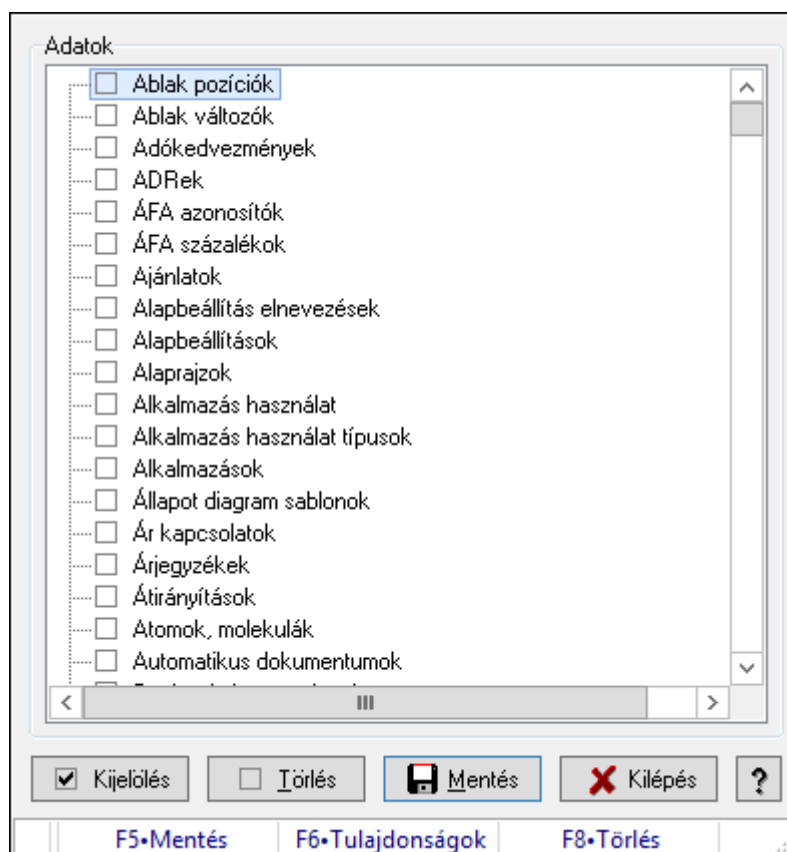 Adatok
Ablak pozíciók
Ablak változók
Adókedvezmények
ADRek
ÁFA azonosítók
ÁFA százalékok
Ajánlatok
Alapbeállítás elnevezések
Alapbeállítások
Alaprajzok
Alkalmazás használat
Alkalmazás használat típusok
Alkalmazások
Állapot diagram sablonok
Ár kapcsolatok
Árjegyzékek
Átirányítások
Atomok, molekulák
Automatikus dokumentumok
Kijelölés Törlés Mentés Kilépés ?
F5•Mentés F6•Tulajdonságok F8•Törlés